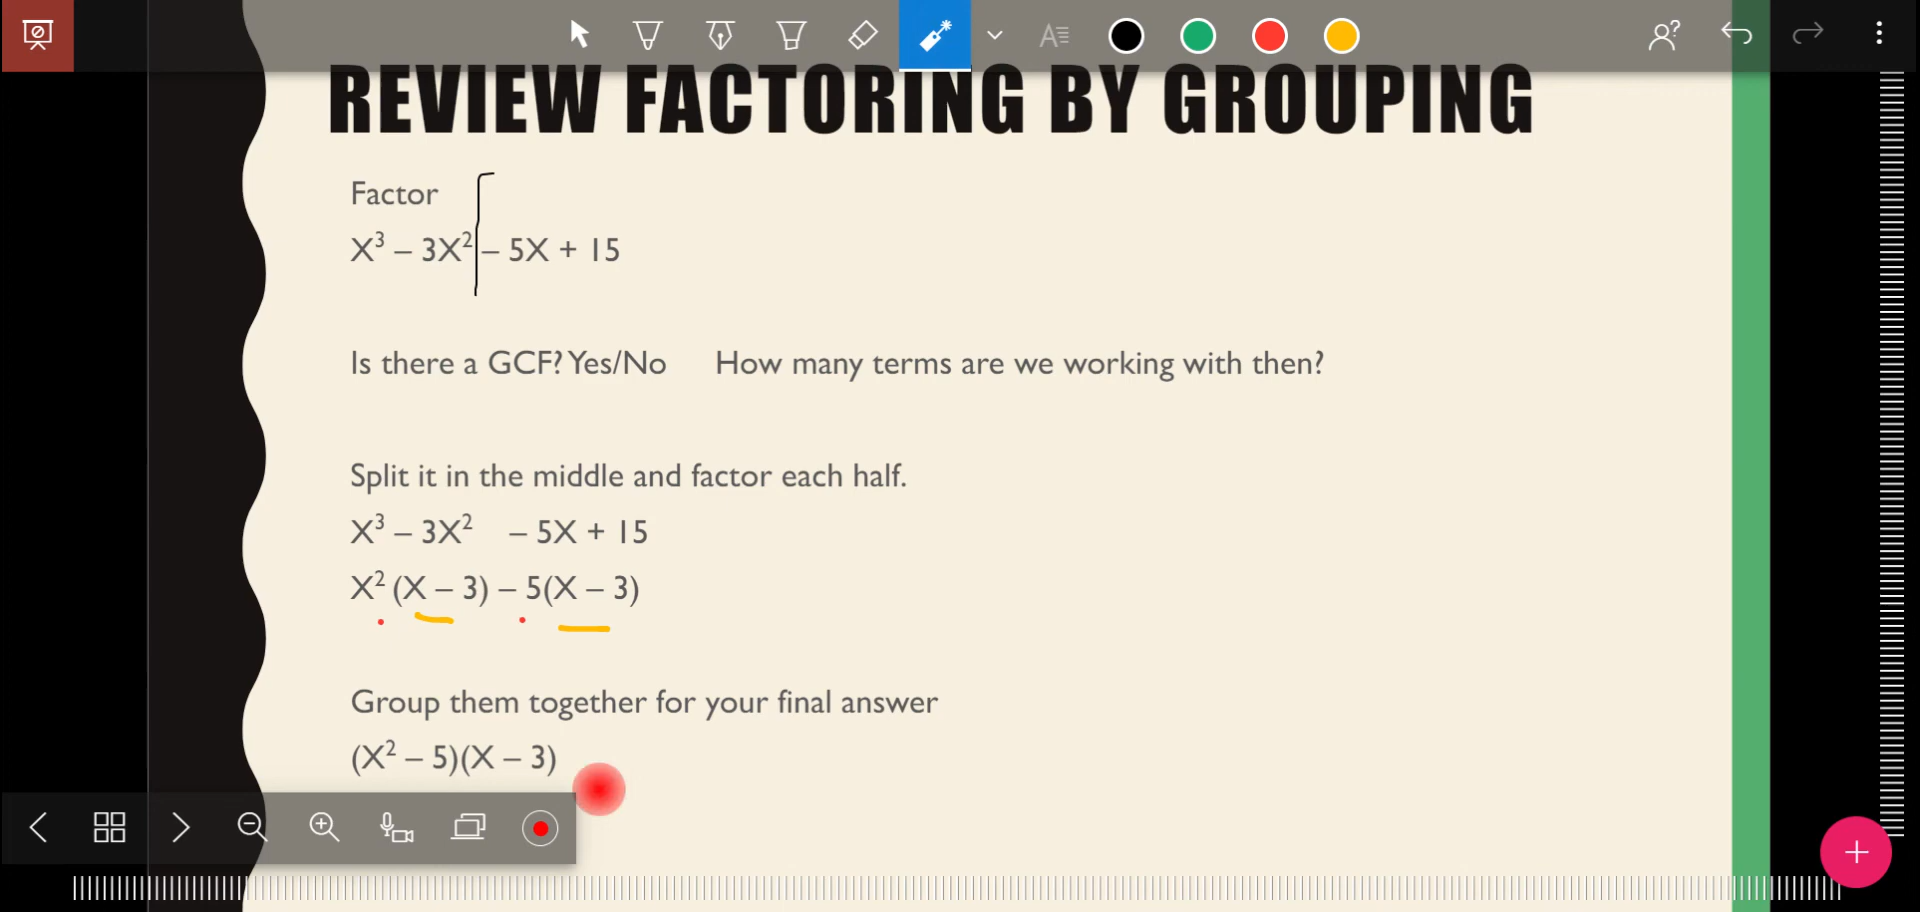 REVIEW FACTORING BY GROUPING
Factor
X³ – 3X² – 5X + 15
Is there a GCF? Yes/No How many terms are we working with then?
Split it in the middle and factor each half.
X³ – 3X² – 5X + 15
X² (X – 3) – 5(X – 3)
Group them together for your final answer
(X² – 5)(X – 3)